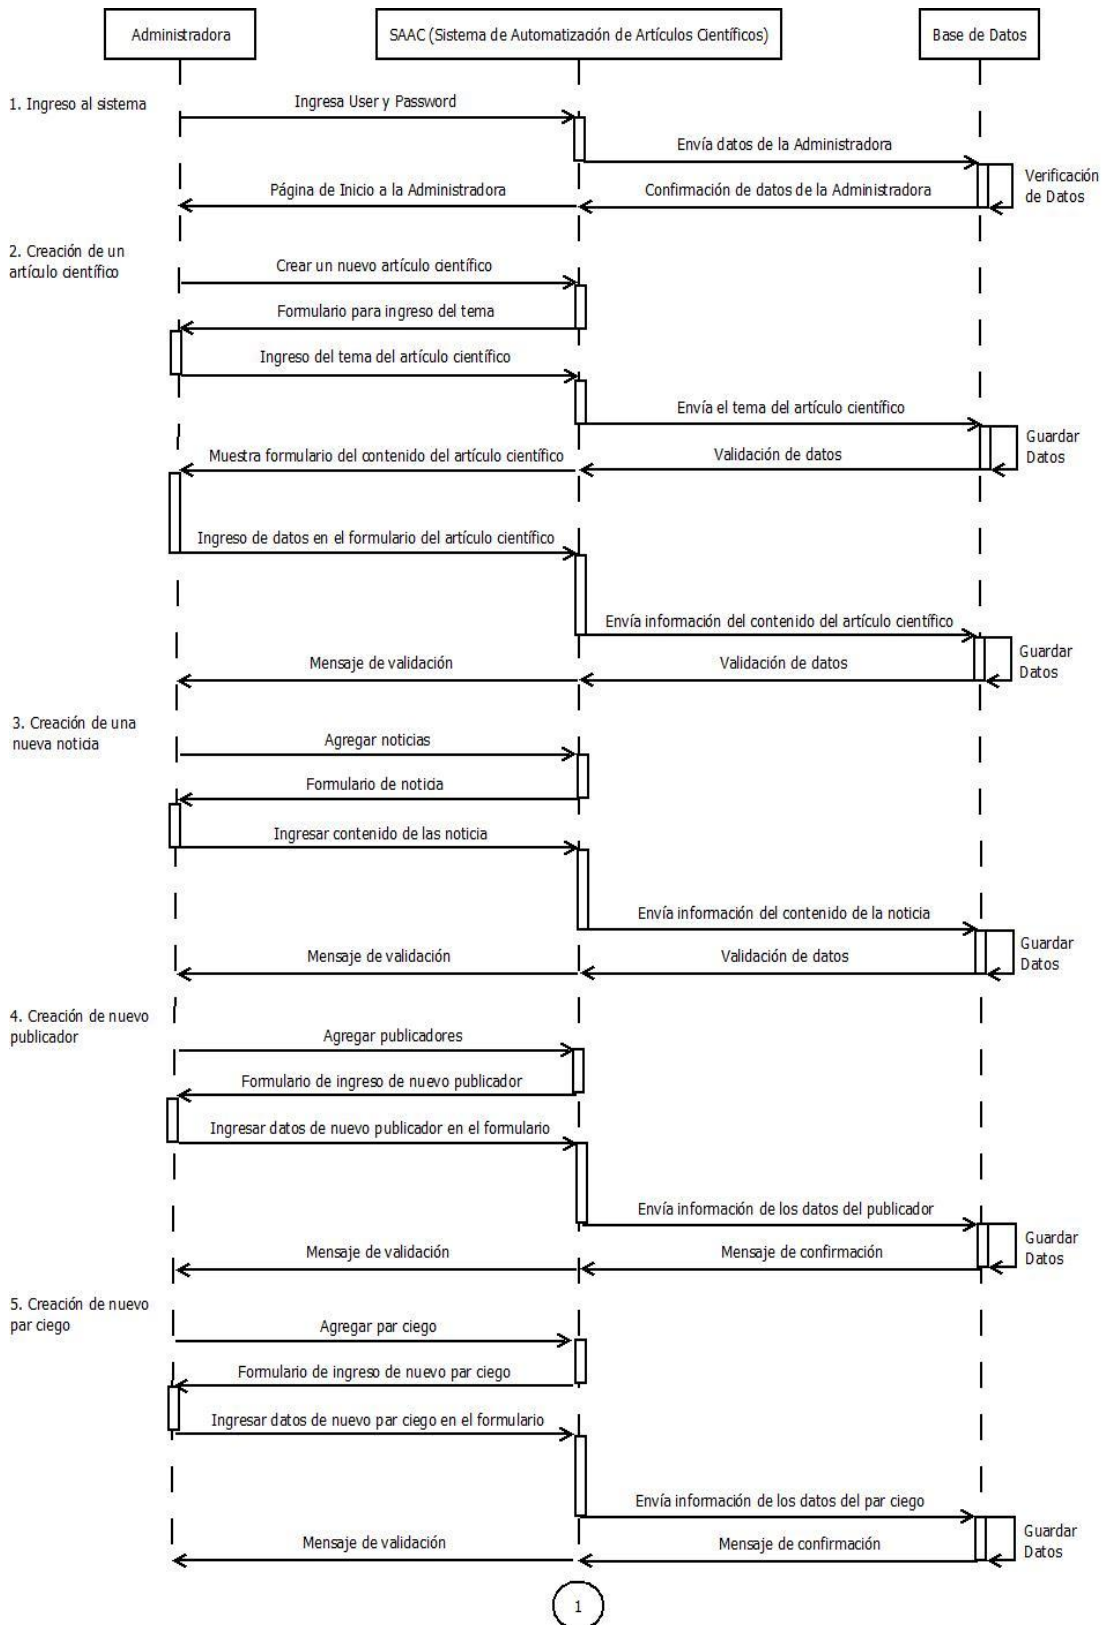 Administradora
SAAC (Sistema de Automatización de Artículos Científicos)
Base de Datos
1. Ingreso al sistema
Ingresa User y Password
Envía datos de la Administradora
Verificación
de Datos
Página de Inicio a la Administradora
Confirmación de datos de la Administradora
2. Creación de un
artículo científico
Crear un nuevo artículo científico
Formulario para ingreso del tema
Ingreso del tema del artículo científico
Envía el tema del artículo científico
Guardar
Datos
Muestra formulario del contenido del artículo científico
Validación de datos
Ingreso de datos en el formulario del artículo científico
Envía información del contenido del artículo científico
Guardar
Datos
Mensaje de validación
Validación de datos
3. Creación de una
nueva noticia
Agregar noticias
Formulario de noticia
Ingresar contenido de las noticia
Envía información del contenido de la noticia
Guardar
Datos
Mensaje de validación
Validación de datos
4. Creación de nuevo
publicador
Agregar publicadores
Formulario de ingreso de nuevo publicador
Ingresar datos de nuevo publicador en el formulario
Envía información de los datos del publicador
Guardar
Datos
Mensaje de validación
Mensaje de confirmación
5. Creación de nuevo
par ciego
Agregar par ciego
Formulario de ingreso de nuevo par ciego
Ingresar datos de nuevo par ciego en el formulario
Envía información de los datos del par ciego
Guardar
Datos
Mensaje de validación
Mensaje de confirmación
1